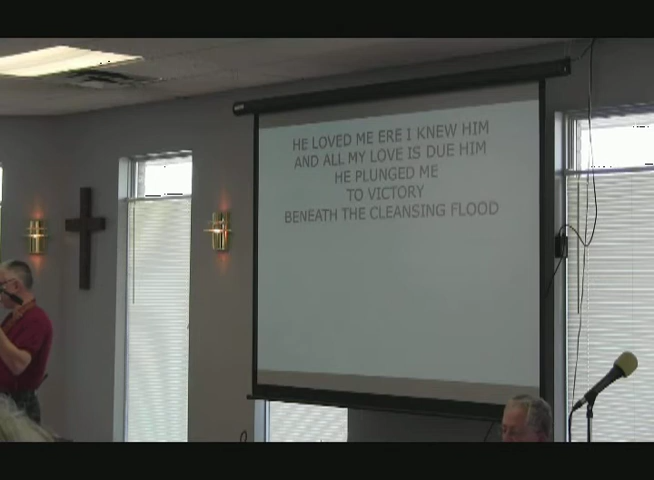 HE LOVED ME ERE I KNEW HIM
AND ALL MY LOVE IS DUE HIM
HE PLUNGED ME
TO VICTORY
BENEATH THE CLEANSING FLOOD